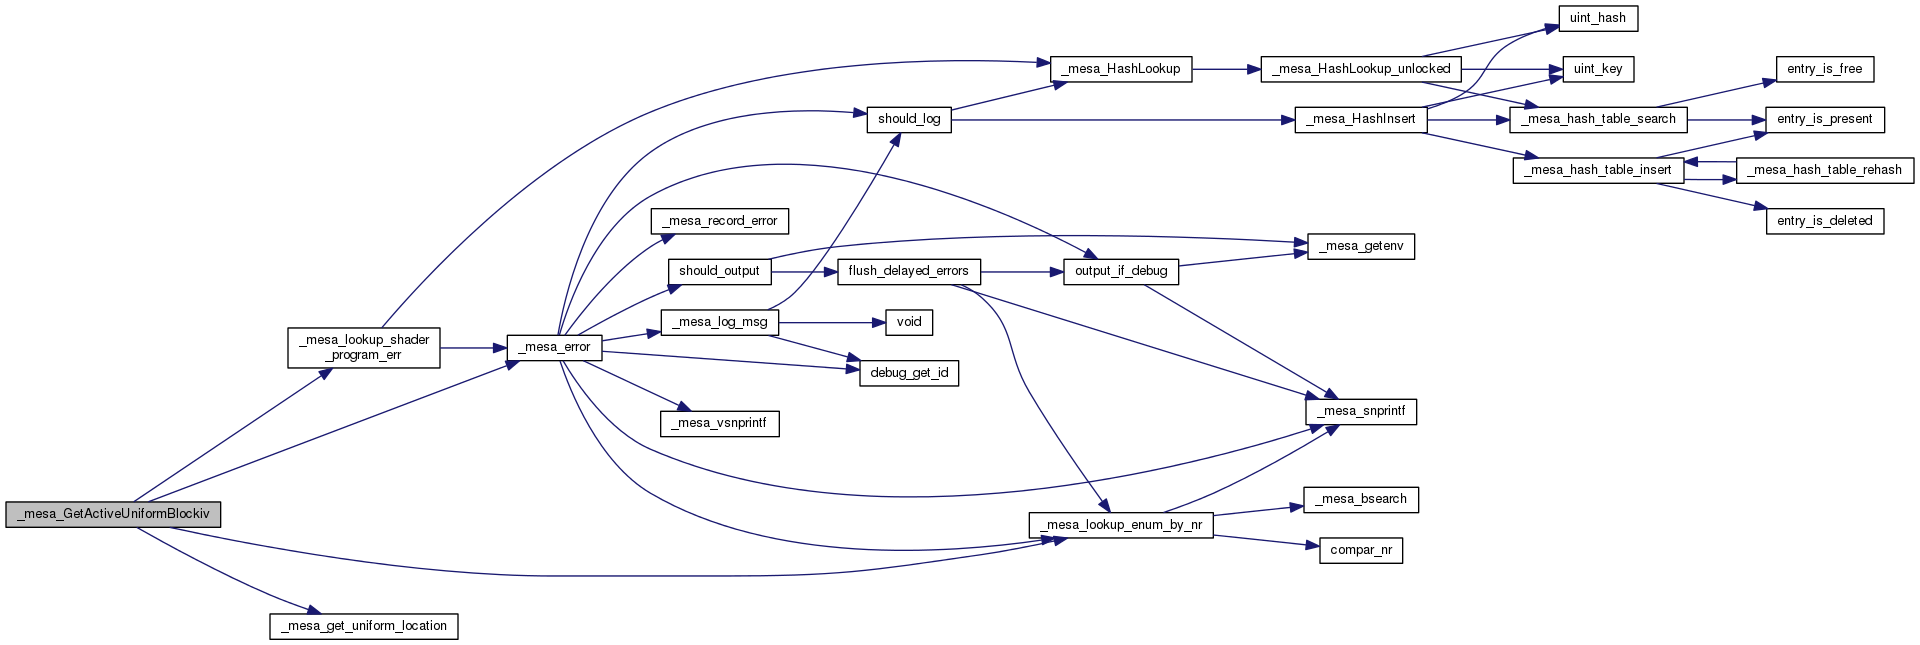 uint_hash
_mesa_HashLookup
_mesa_HashLookup_unlocked
uint_key
entry_is_free
should_log
_mesa_HashInsert
_mesa_hash_table_search
entry_is_present
_mesa_hash_table_insert
_mesa_hash_table_rehash
_mesa_record_error
entry_is_deleted
_mesa_getenv
should_output
flush_delayed_errors
output_if_debug
_mesa_log_msg
void
_mesa_lookup_shader
_program_err
_mesa_error
debug_get_id
_mesa_vsnprintf
_mesa_snprintf
_mesa_bsearch
_mesa_GetActiveUniformBlockiv
_mesa_lookup_enum_by_nr
compar_nr
_mesa_get_uniform_location